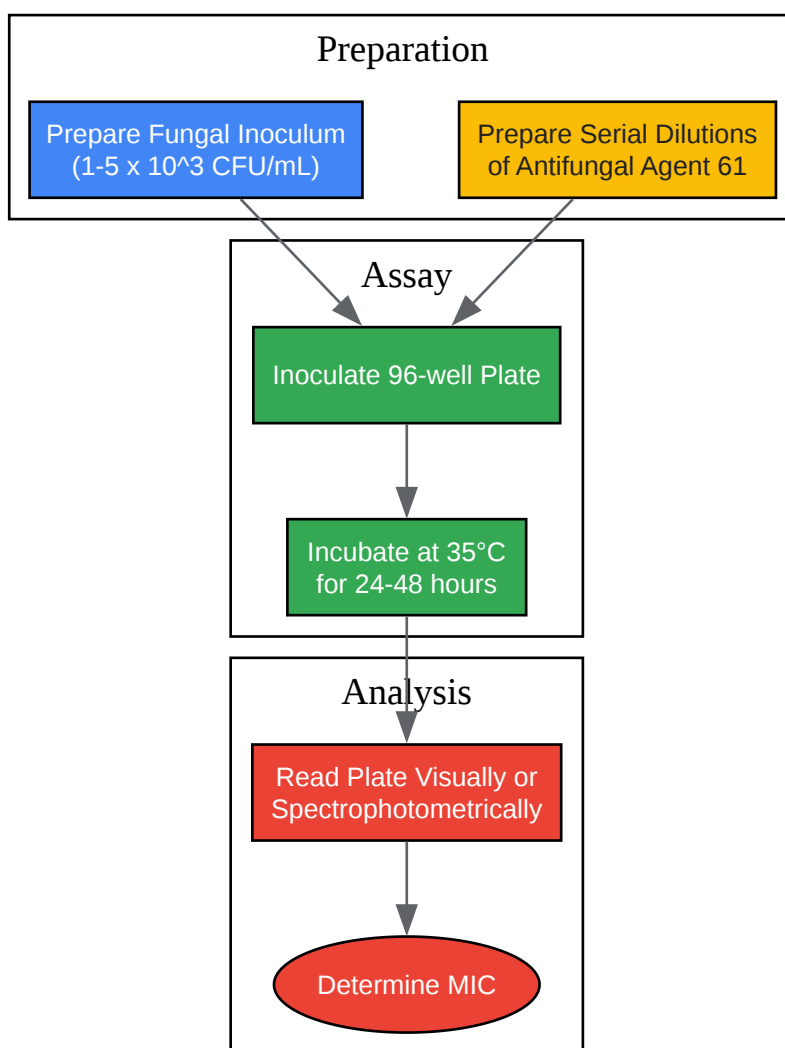 Preparation
Prepare Fungal Inoculum
(1-5 x 10^3 CFU/mL)
Prepare Serial Dilutions
of Antifungal Agent 61
Assay
Inoculate 96-well Plate
Incubate at 35°C
for 24-48 hours
Analysis
Read Plate Visually or
Spectrophotometrically
Determine MIC